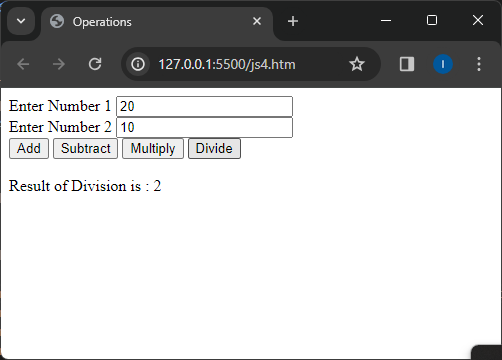 Operations
127.0.0.1:5500/js4.htm
I
Enter Number 1 20
Enter Number 2 10
Add Subtract Multiply Divide
Result of Division is : 2